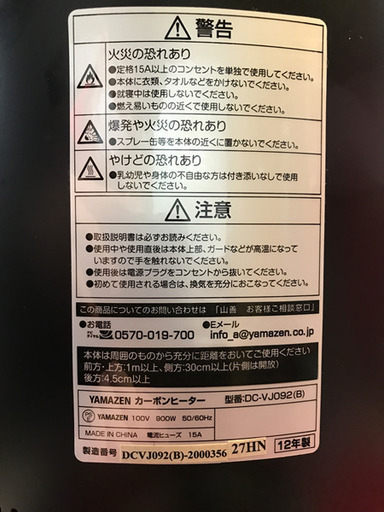 警告
火災の恐れあり
●定格15A以上のコンセントを単独で使用してください。
●本体に衣類、タオルなどをかけないでください。
●就寝中は使用しないでください。
●燃え易いものの近くで使用しないでください。
爆発や火災の恐れあり
●スプレー缶等を本体の近くに置かないでください。
やけどの恐れあり
●乳幼児や身体の不自由な方は付き添いなしで使用
しないでください。
注意
●取扱説明書は必ずお読みください。
●使用中や使用直後は本体上部、ガードなどが高温になって
いますので手を触れないでください。
●使用後は電源プラグをコンセントから抜いてください。
●初めて使用される場合は、換気を充分におこなってください。
この商品についてのお問い合わせは「山善 お客様ご相談窓口」
●お電話
0570-019-700
●Eメール
info_a@yamazen.co.jp
本体は周囲のものから充分に距離をおいてご使用ください。
前方・上方:1m以上、側方:30cm以上(片側は開放)
後方:4.5cm以上
YAMAZEN カーボンヒーター 型番:DC-VJ092(B)
YAMAZEN 100V 900W 50/60Hz
MADE IN CHINA 電流ヒューズ 15A
製造番号 DCVJ092(B)-2000356 27HN 12年製